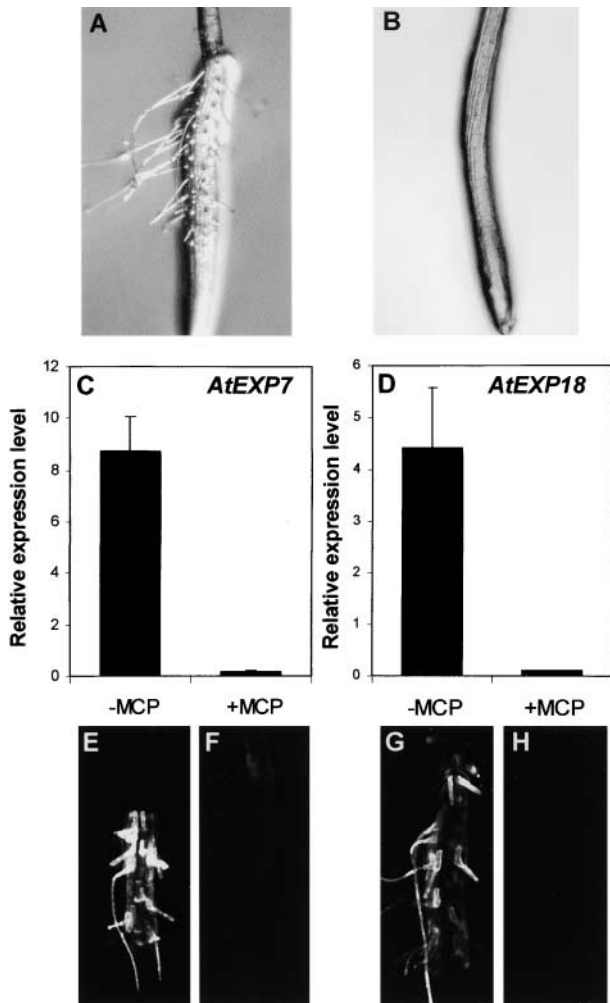 A
B
C
AtEXP7
Relative expression level
12
10
8
6
4
2
0
-MCP
+MCP
D
AtEXP18
Relative expression level
6
5
4
3
2
1
0
-MCP
+MCP
E
F
G
H